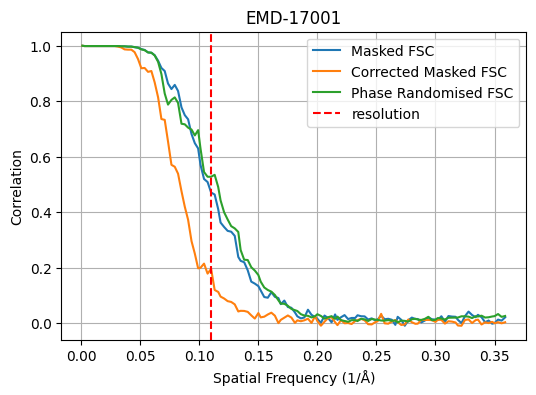 EMD-17001
Masked FSC
Corrected Masked FSC
Phase Randomised FSC
resolution
Correlation
1.0
0.8
0.6
0.4
0.2
0.0
0.00 0.05 0.10 0.15 0.20 0.25 0.30 0.35
Spatial Frequency (1/Å)